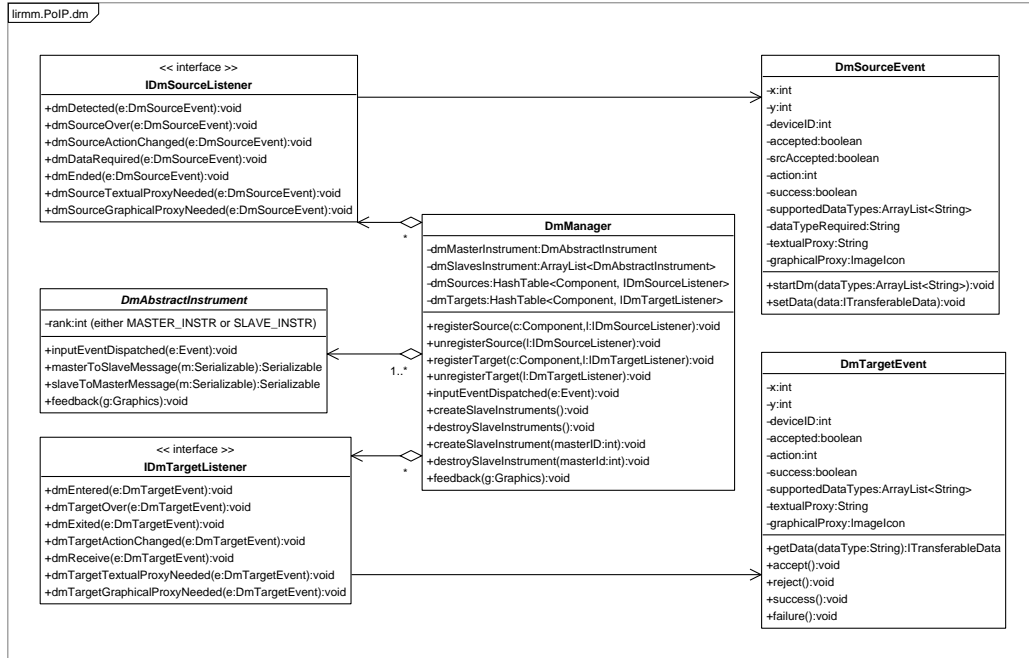 lirmm.PoIP.dm
<< interface >>
IDmSourceListener
+dmDetected(e:DmSourceEvent):void
+dmSourceOver(e:DmSourceEvent):void
+dmSourceActionChanged(e:DmSourceEvent):void
+dmDataRequired(e:DmSourceEvent):void
+dmEnded(e:DmSourceEvent):void
+dmSourceTextualProxyNeeded(e:DmSourceEvent):void
+dmSourceGraphicalProxyNeeded(e:DmSourceEvent):void
*
DmAbstractInstrument
-rank:int (either MASTER_INSTR or SLAVE_INSTR)
+inputEventDispatched(e:Event):void
+masterToSlaveMessage(m:Serializable):Serializable
+slaveToMasterMessage(m:Serializable):Serializable
+feedback(g:Graphics):void
1..*
<< interface >>
IDmTargetListener
+dmEntered(e:DmTargetEvent):void
+dmTargetOver(e:DmTargetEvent):void
+dmExited(e:DmTargetEvent):void
+dmTargetActionChanged(e:DmTargetEvent):void
+dmReceive(e:DmTargetEvent):void
+dmTargetTextualProxyNeeded(e:DmTargetEvent):void
+dmTargetGraphicalProxyNeeded(e:DmTargetEvent):void
*
DmManager
-dmMasterInstrument:DmAbstractInstrument
-dmSlavesInstrument:ArrayList<DmAbstractInstrument>
-dmSources:HashTable<Component, IDmSourceListener>
-dmTargets:HashTable<Component, IDmTargetListener>
+registerSource(c:Component,l:IDmSourceListener):void
+unregisterSource(l:IDmSourceListener):void
+registerTarget(c:Component,l:IDmTargetListener):void
+unregisterTarget(l:DmTargetListener):void
+inputEventDispatched(e:Event):void
+createSlaveInstruments():void
+destroySlaveInstruments():void
+createSlaveInstrument(masterID:int):void
+destroySlaveInstrument(masterId:int):void
+feedback(g:Graphics):void
DmSourceEvent
-x:int
-y:int
-deviceID:int
-accepted:boolean
-srcAccepted:boolean
-action:int
-success:boolean
-supportedDataTypes:ArrayList<String>
-dataTypeRequired:String
-textualProxy:String
-graphicalProxy:ImageIcon
+startDm(dataTypes:ArrayList<String>):void
+setData(data:ITransferableData):void
DmTargetEvent
-x:int
-y:int
-deviceID:int
-accepted:boolean
-action:int
-success:boolean
-supportedDataTypes:ArrayList<String>
-textualProxy:String
-graphicalProxy:ImageIcon
+getData(dataType:String):ITransferableData
+accept():void
+reject():void
+success():void
+failure():void